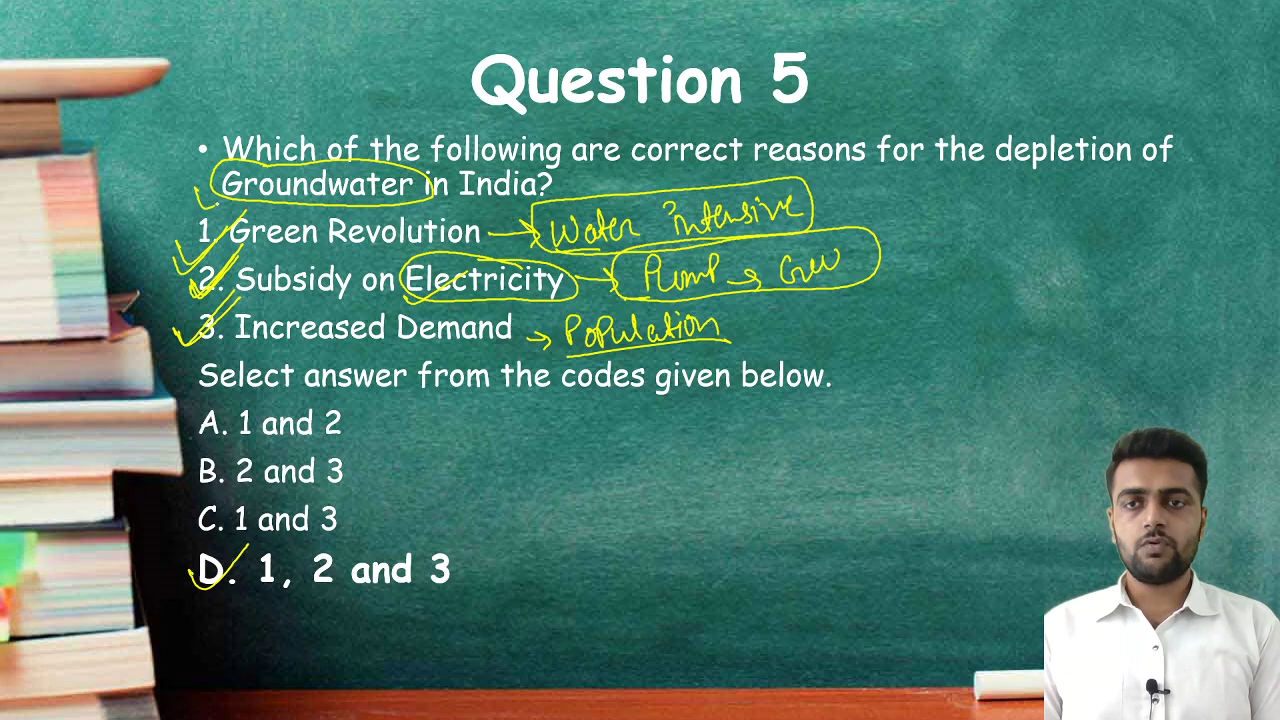 Question 5
• Which of the following are correct reasons for the depletion of
Groundwater in India?
1. Green Revolution → Water intensive
2. Subsidy on Electricity → Pump → GW
3. Increased Demand → Population
Select answer from the codes given below.
A. 1 and 2
B. 2 and 3
C. 1 and 3
D. 1, 2 and 3